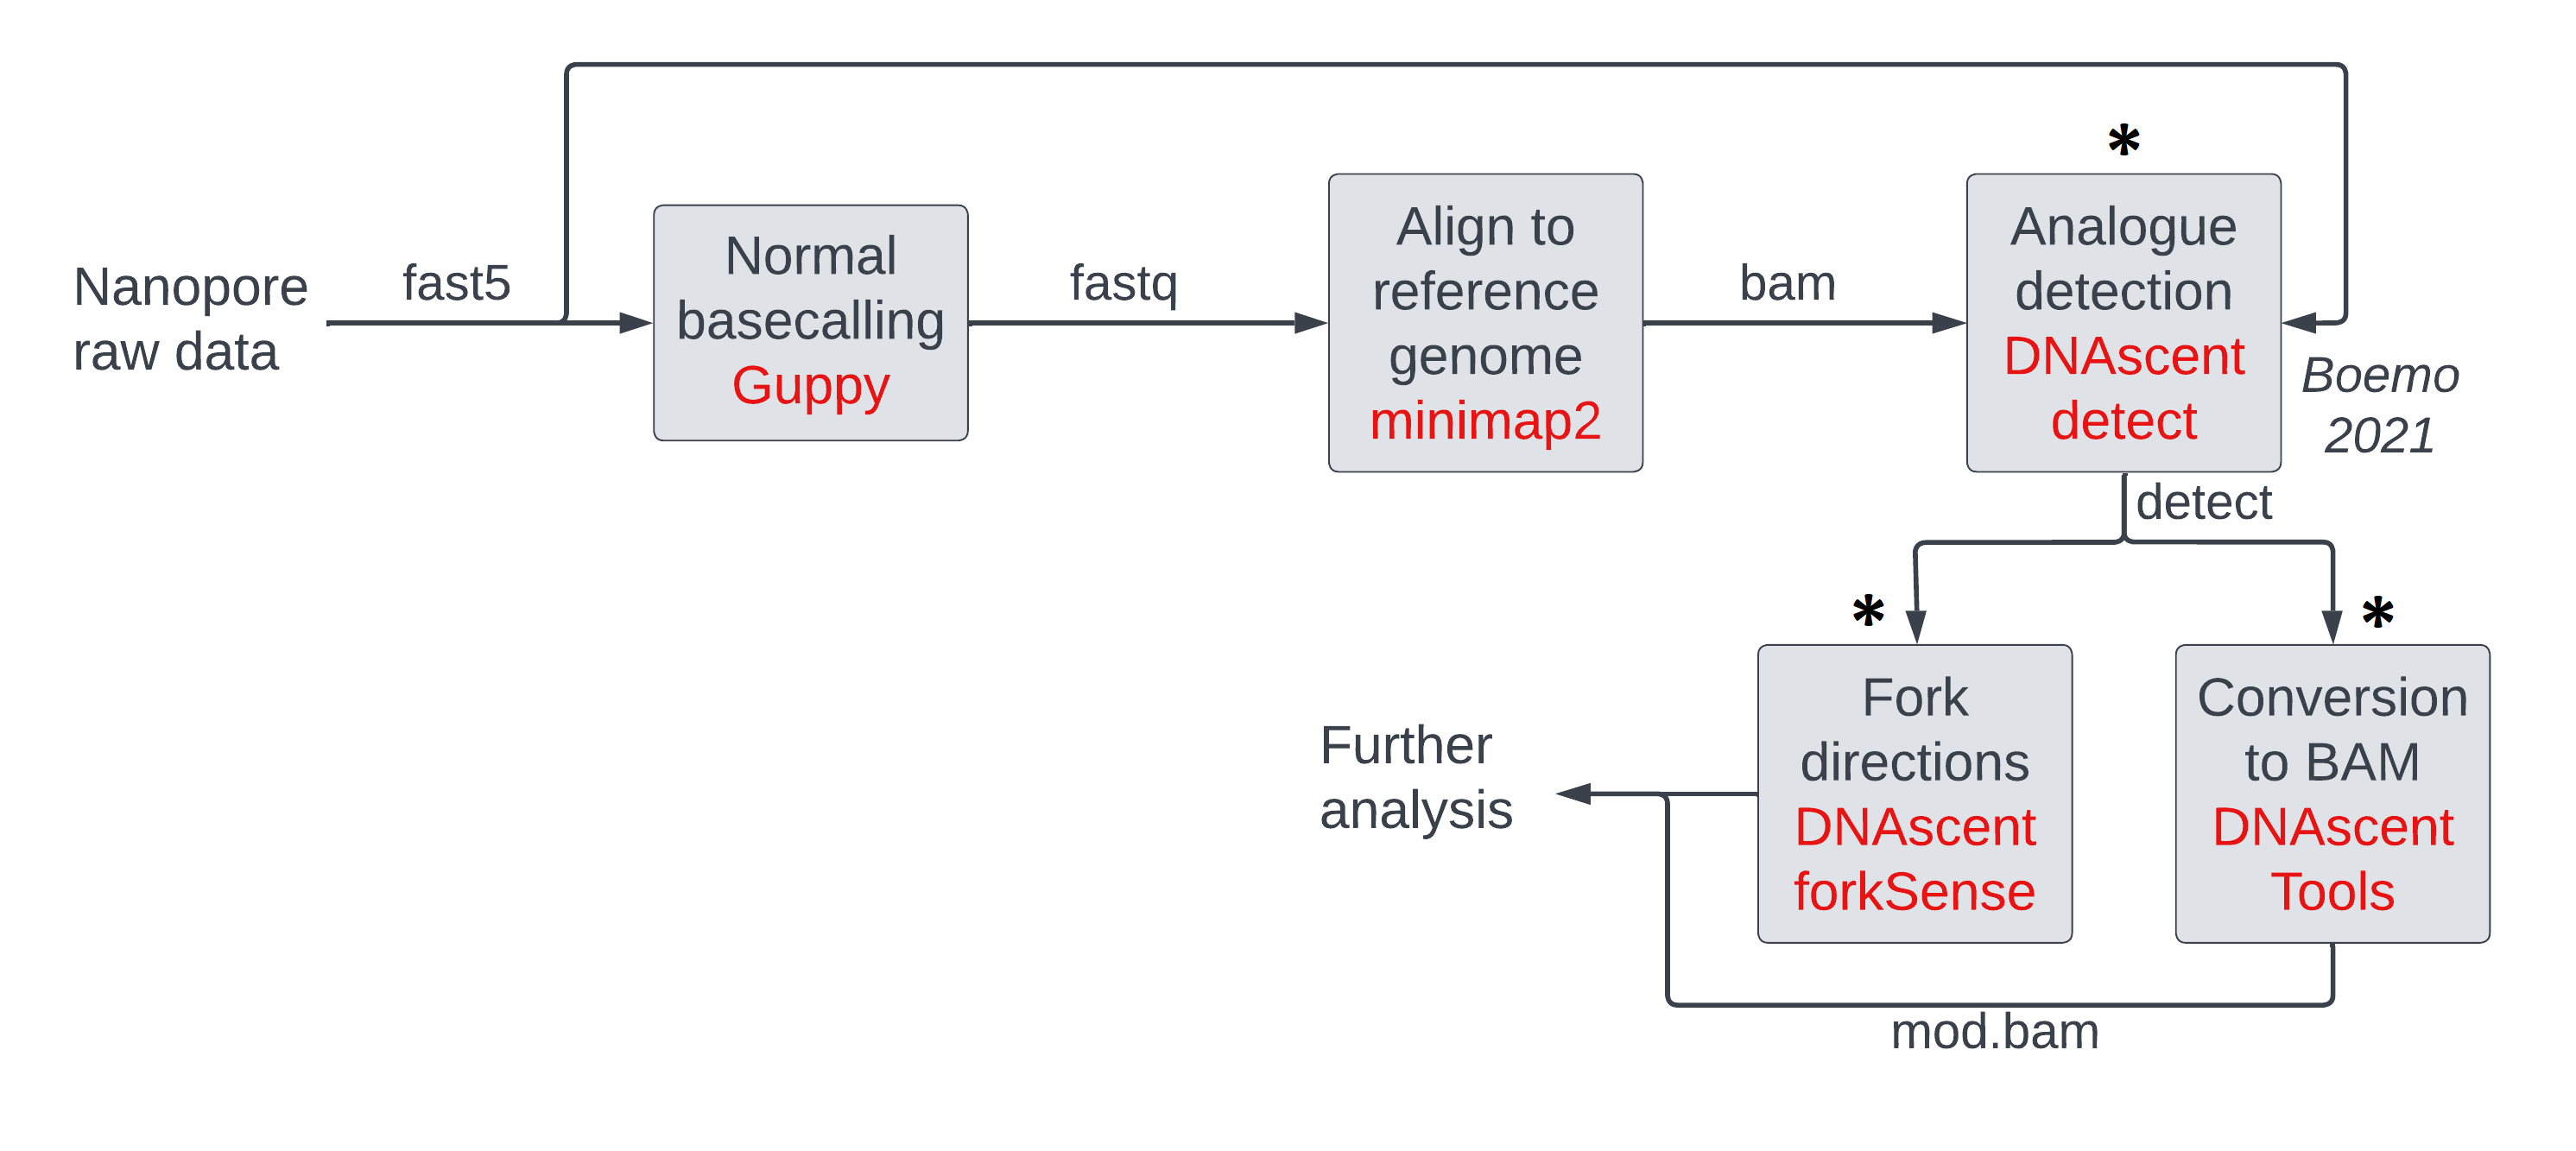 Nanopore
raw data
fast5
Normal
basecalling
Guppy
fastq
Align to
reference
genome
minimap2
bam
*
Analogue
detection
DNAscent
detect
Boemo
2021
detect
*
Fork
directions
DNAscent
forkSense
*
Conversion
to BAM
DNAscent
Tools
Further
analysis
mod.bam